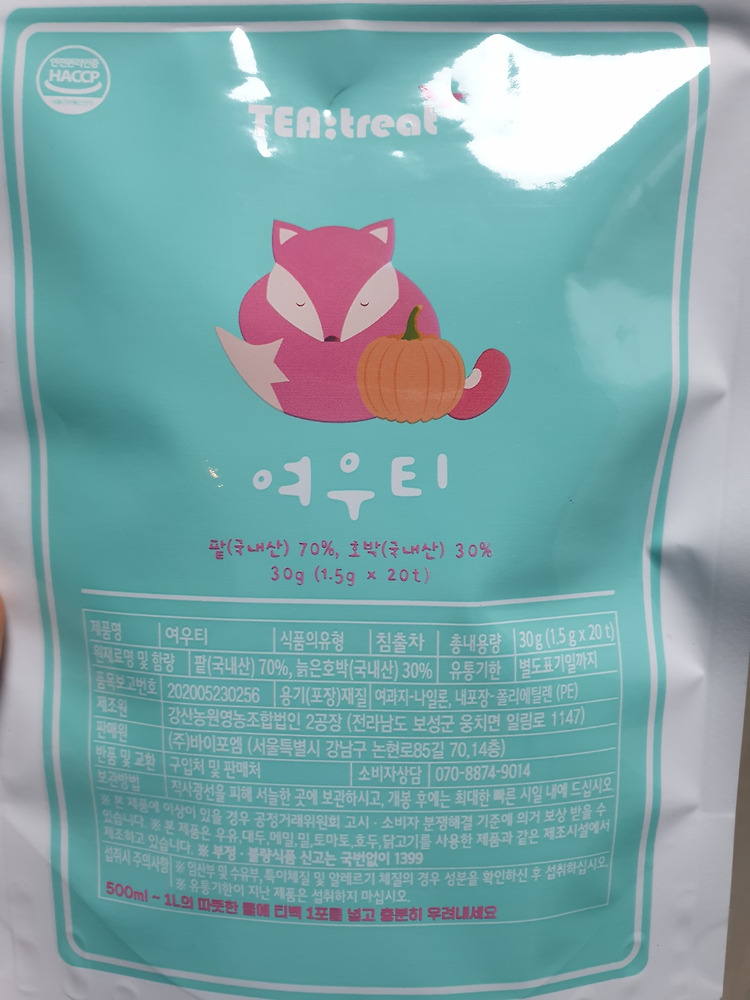 안전관리인증
HACCP
TEA:treat
여우티
팥(국내산) 70%, 호박(국내산) 30%
30g (1.5g x 20t)
제품명 여우티 식품의유형 침출차 총내용량 30g (1.5 g x 20 t)
원재료명 및 함량 팥(국내산) 70%, 늙은호박(국내산) 30% 유통기한 별도표기일까지
품목보고번호 202005230256 용기(포장)재질 여과지-나일론, 내포장-폴리에틸렌 (PE)
제조원 강산농원영농조합법인 2공장 (전라남도 보성군 웅치면 일림로 1147)
판매원 (주)바이포엠 (서울특별시 강남구 논현로85길 70,14층)
반품 및 교환 구입처 및 판매처 소비자상담 070-8874-9014
보관방법 직사광선을 피해 서늘한 곳에 보관하시고, 개봉 후에는 최대한 빠른 시일 내에 드십시오
※ 본 제품에 이상이 있을 경우 공정거래위원회 고시 · 소비자 분쟁해결 기준에 의거 보상 받을 수
있습니다. ※ 본 제품은 우유,대두,메밀,밀,토마토,호두,닭고기를 사용한 제품과 같은 제조시설에서
제조하고 있습니다. ※ 부정 · 불량식품 신고는 국번없이 1399
섭취시 주의사항 ※ 임산부 및 수유부, 특이체질 및 알레르기 체질의 경우 성분을 확인하신 후 섭취하십시오.
※ 유통기한이 지난 제품은 섭취하지 마십시오.
500ml ~ 1L의 따뜻한 물에 티백 1포를 넣고 충분히 우려내세요